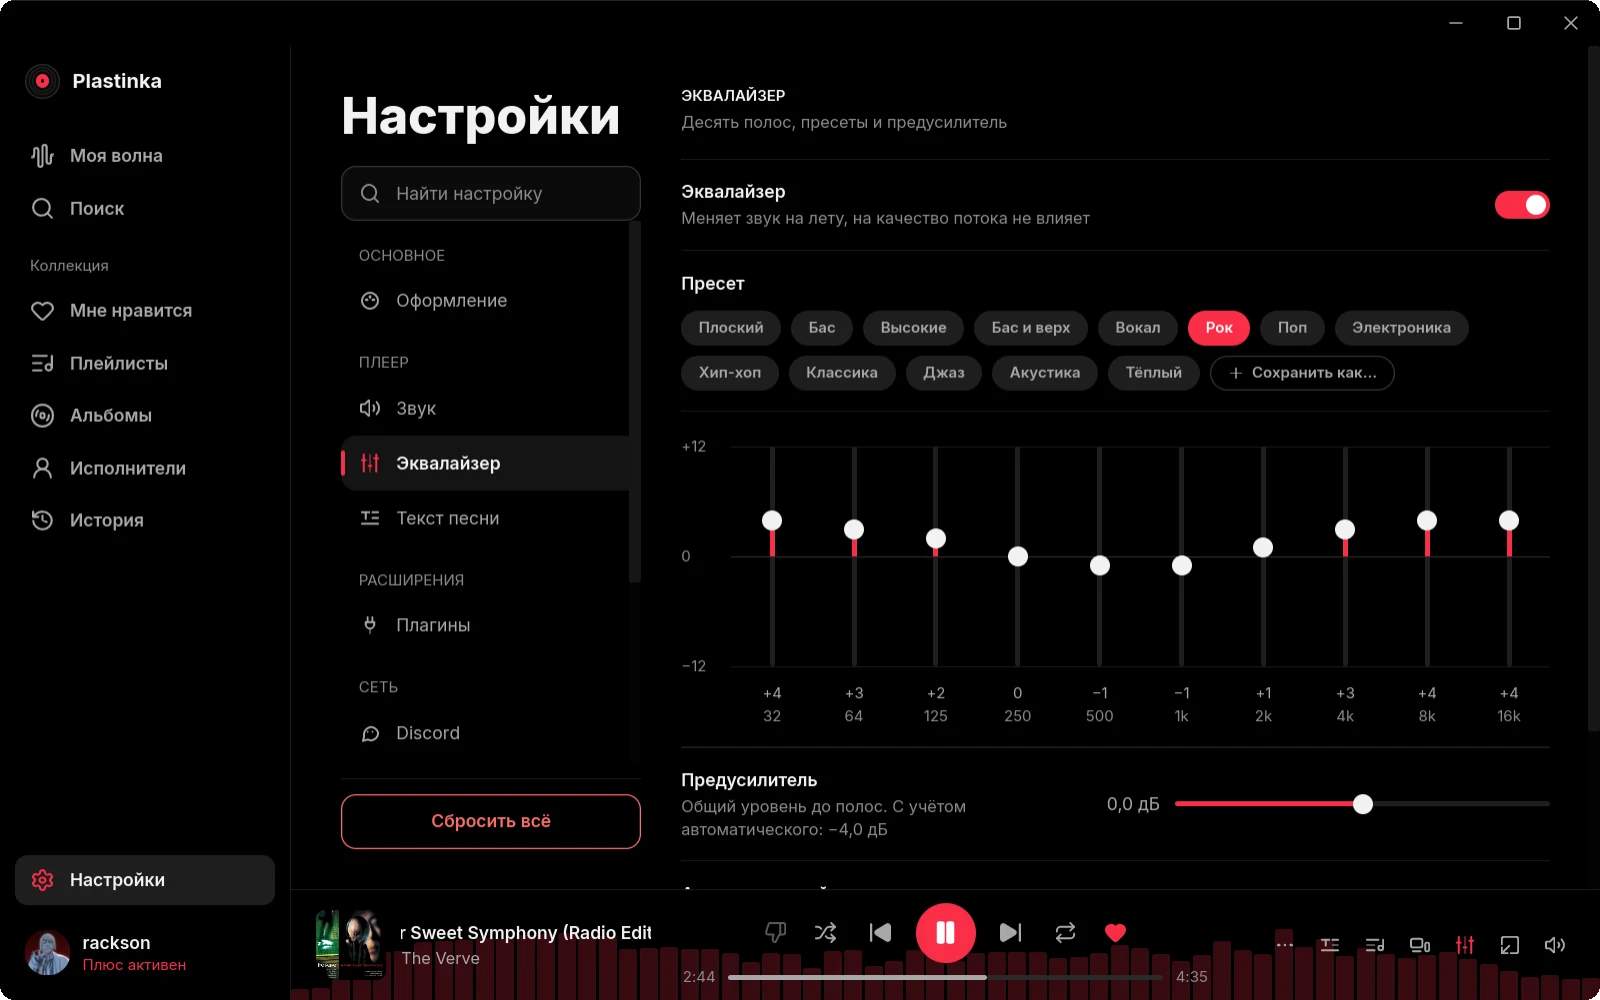 Plastinka
Моя волна
Поиск
Коллекция
Мне нравится
Плейлисты
Альбомы
Исполнители
История
Настройки
rackson
Плюс активен
Настройки
Найти настройку
ОСНОВНОЕ
Оформление
ПЛЕЕР
Звук
Эквалайзер
Текст песни
РАСШИРЕНИЯ
Плагины
СЕТЬ
Discord
Сбросить всё
ЭКВАЛАЙЗЕР
Десять полос, пресеты и предусилитель
Эквалайзер
Меняет звук на лету, на качество потока не влияет
Пресет
Плоский Бас Высокие Бас и верх Вокал Рок Поп Электроника
Хип-хоп Классика Джаз Акустика Тёплый + Сохранить как...
+12
0
−12
+4 +3 +2 0 −1 −1 +1 +3 +4 +4
32 64 125 250 500 1k 2k 4k 8k 16k
Предусилитель
Общий уровень до полос. С учётом
автоматического: −4,0 дБ
0,0 дБ
r Sweet Symphony (Radio Edit
The Verve
2:44
4:35